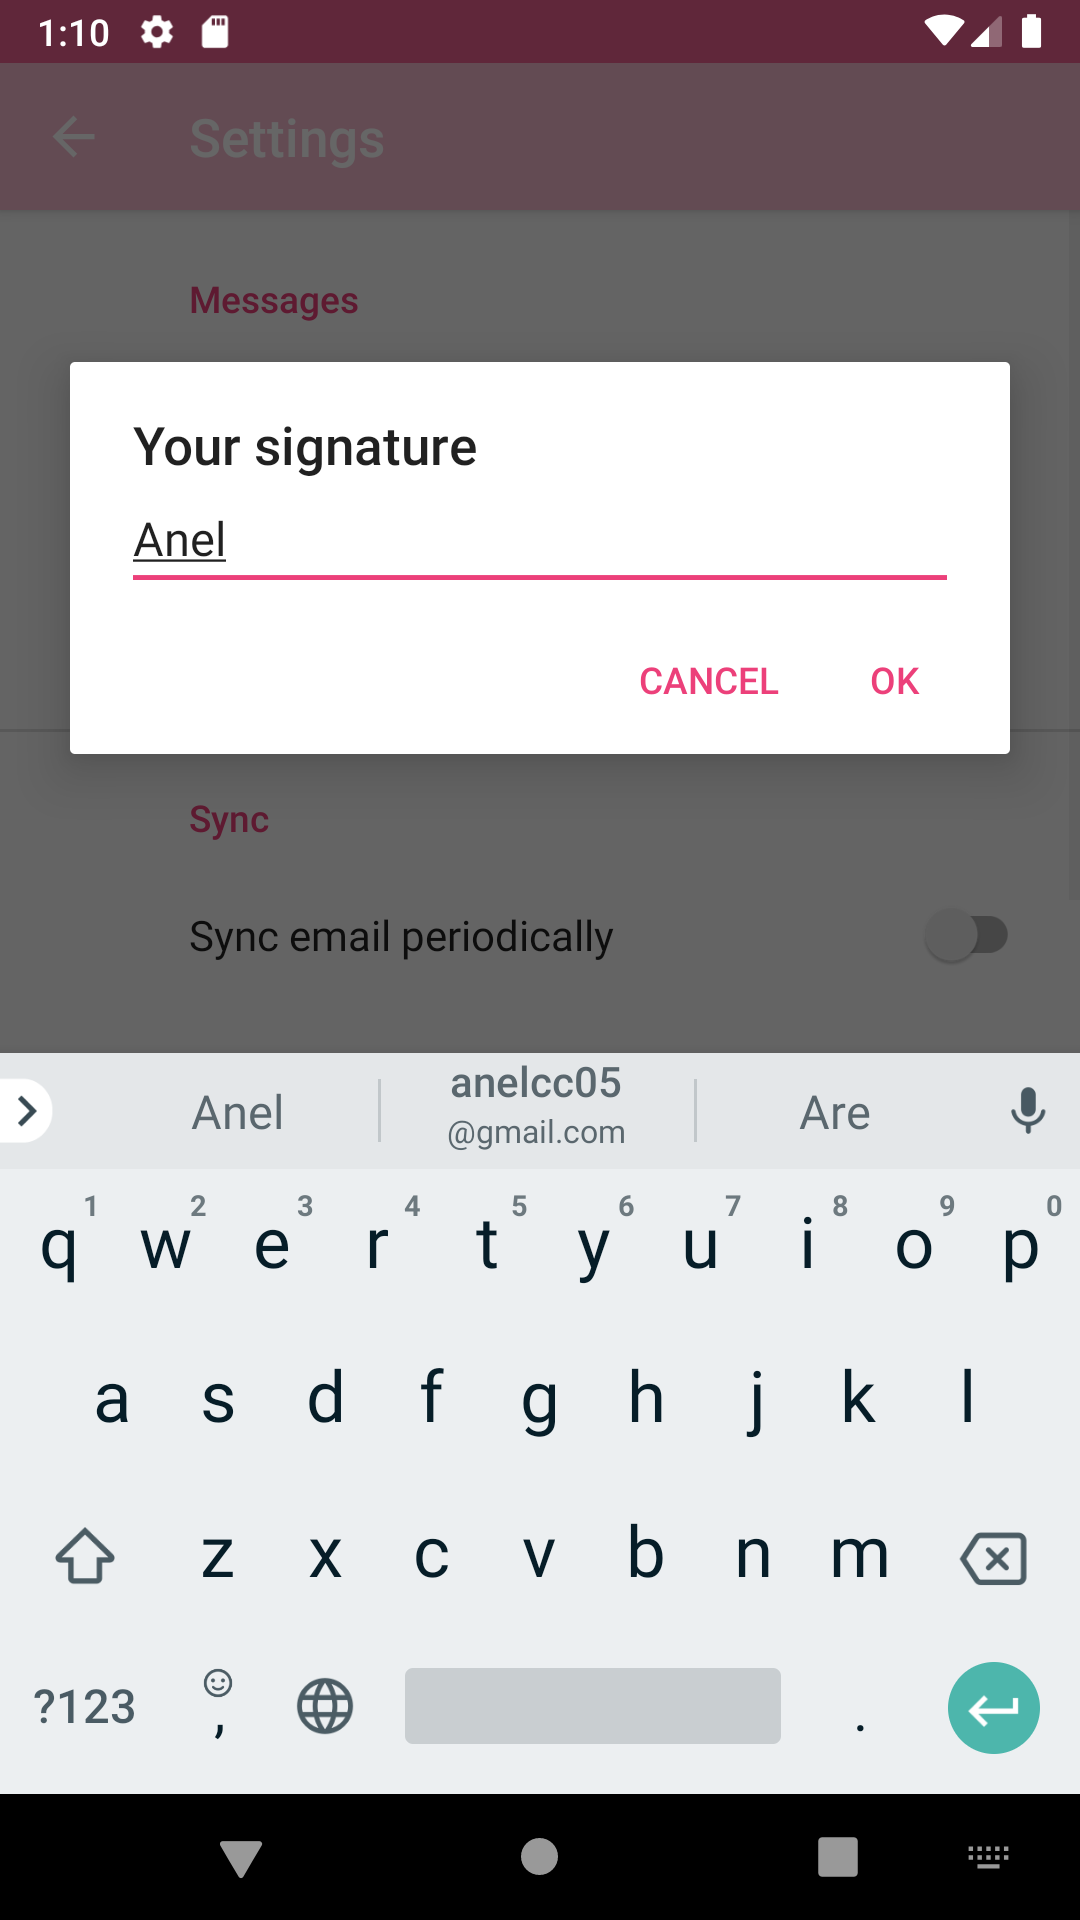 1:10
Settings
Messages
Your signature
Anel
CANCEL OK
Sync
Sync email periodically
Anel anelcc05 @gmail.com Are
1 2 3 4 5 6 7 8 9 0
q w e r t y u i o p
a s d f g h j k l
z x c v b n m
?123 , .